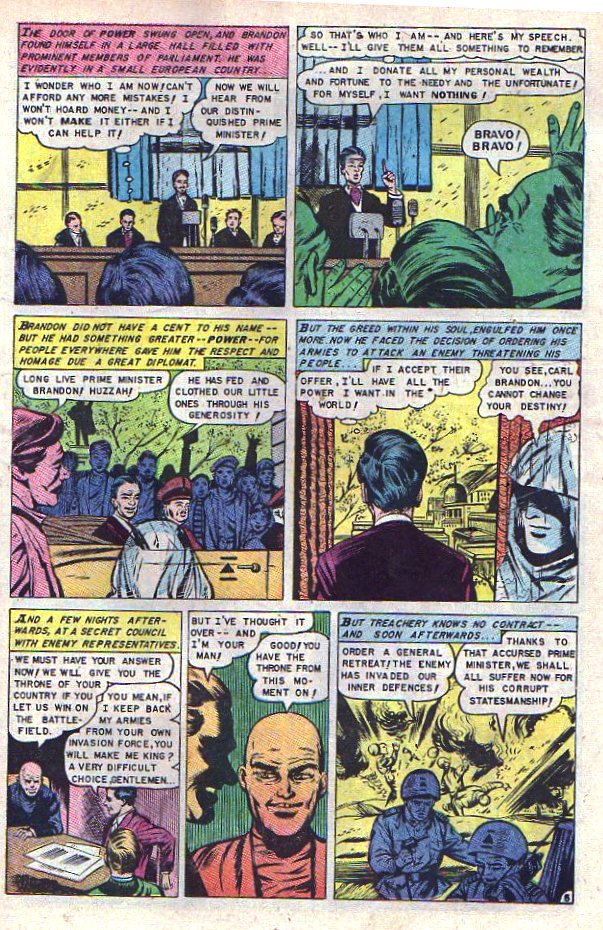 THE DOOR OF POWER SWUNG OPEN, AND BRANDON
FOUND HIMSELF IN A LARGE HALL FILLED WITH
PROMINENT MEMBERS OF PARLIAMENT. HE WAS
EVIDENTLY IN A SMALL EUROPEAN COUNTRY.
I WONDER WHO I AM NOW! CAN'T
AFFORD ANY MORE MISTAKES! I
WON'T HOARD MONEY-- AND I
WON'T MAKE IT EITHER IF I
CAN HELP IT!
NOW WE WILL
HEAR FROM
OUR DISTIN-
QUISHED PRIME
MINISTER!
SO THAT'S WHO I AM-- AND HERE'S MY SPEECH.
WELL-- I'LL GIVE THEM ALL SOMETHING TO REMEMBER
...AND I DONATE ALL MY PERSONAL WEALTH
AND FORTUNE TO THE NEEDY AND THE UNFORTUNATE!
FOR MYSELF, I WANT NOTHING!
BRAVO!
BRAVO!
BRANDON DID NOT HAVE A CENT TO HIS NAME--
BUT HE HAD SOMETHING GREATER--POWER--FOR
PEOPLE EVERYWHERE GAVE HIM THE RESPECT AND
HOMAGE DUE A GREAT DIPLOMAT.
LONG LIVE PRIME MINISTER
BRANDON! HUZZAH!
HE HAS FED AND
CLOTHED OUR LITTLE
ONES THROUGH HIS
GENEROSITY!
BUT THE GREED WITHIN HIS SOUL, ENGULFED HIM ONCE
MORE. NOW HE FACED THE DECISION OF ORDERING HIS
ARMIES TO ATTACK AN ENEMY THREATENING HIS
PEOPLE...
IF I ACCEPT THEIR
OFFER, I'LL HAVE ALL THE
POWER I WANT IN THE
WORLD!
YOU SEE, CARL
BRANDON...YOU
CANNOT CHANGE
YOUR DESTINY!
AND A FEW NIGHTS AFTER-
WARDS, AT A SECRET COUNCIL
WITH ENEMY REPRESENTATIVES.
WE MUST HAVE YOUR ANSWER
NOW! WE WILL GIVE YOU THE
THRONE OF YOUR
COUNTRY IF YOU
LET US WIN ON
THE BATTLE-
FIELD.
YOU MEAN, IF
I KEEP BACK
MY ARMIES
FROM YOUR OWN
INVASION FORCE, YOU
WILL MAKE ME KING?
A VERY DIFFICULT
CHOICE, GENTLEMEN...
BUT I'VE THOUGHT IT
OVER-- AND
I'M YOUR
MAN!
GOOD! YOU
HAVE THE
THRONE FROM
THIS MO-
MENT ON!
BUT TREACHERY KNOWS NO CONTRACT--
AND SOON AFTERWARDS...
ORDER A GENERAL
RETREAT! THE ENEMY
HAS INVADED OUR
INNER DEFENCES!
THANKS TO
THAT ACCURSED PRIME
MINISTER, WE SHALL
ALL SUFFER NOW FOR
HIS CORRUPT
STATESMANSHIP!